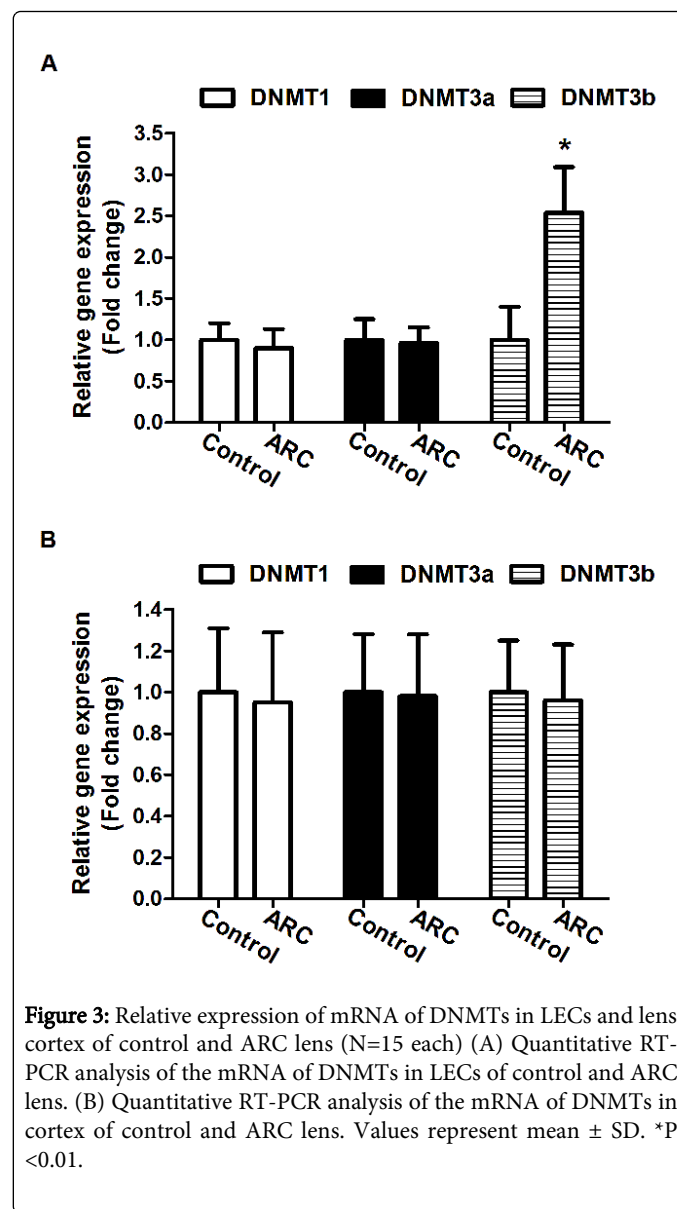 A
DNMT1 DNMT3a DNMT3b
Relative gene expression
(Fold change)
3.5
3.0
2.5
2.0
1.5
1.0
0.5
0.0
*
Control ARC Control ARC Control ARC
B
DNMT1 DNMT3a DNMT3b
Relative gene expression
(Fold change)
1.4
1.2
1.0
0.8
0.6
0.4
0.2
0.0
Control ARC Control ARC Control ARC
Figure 3: Relative expression of mRNA of DNMTs in LECs and lens
cortex of control and ARC lens (N=15 each) (A) Quantitative RT-
PCR analysis of the mRNA of DNMTs in LECs of control and ARC
lens. (B) Quantitative RT-PCR analysis of the mRNA of DNMTs in
cortex of control and ARC lens. Values represent mean ± SD. *P
<0.01.